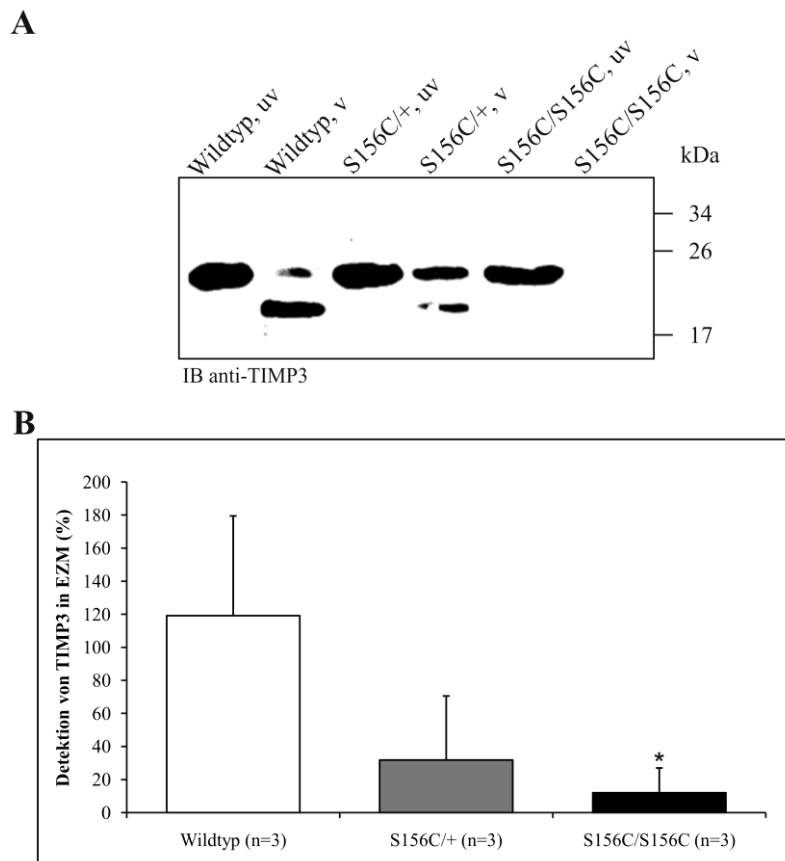 A
Wildtyp, uv
Wildtyp, v
S156C/+, uv
S156C/+, v
S156C/S156C, uv
S156C/S156C, v
kDa
34
26
17
IB anti-TIMP3
B
Detektion von TIMP3 in EZM (%)
200
180
160
140
120
100
80
60
40
20
0
*
Wildtyp (n=3)
S156C/+ (n=3)
S156C/S156C (n=3)